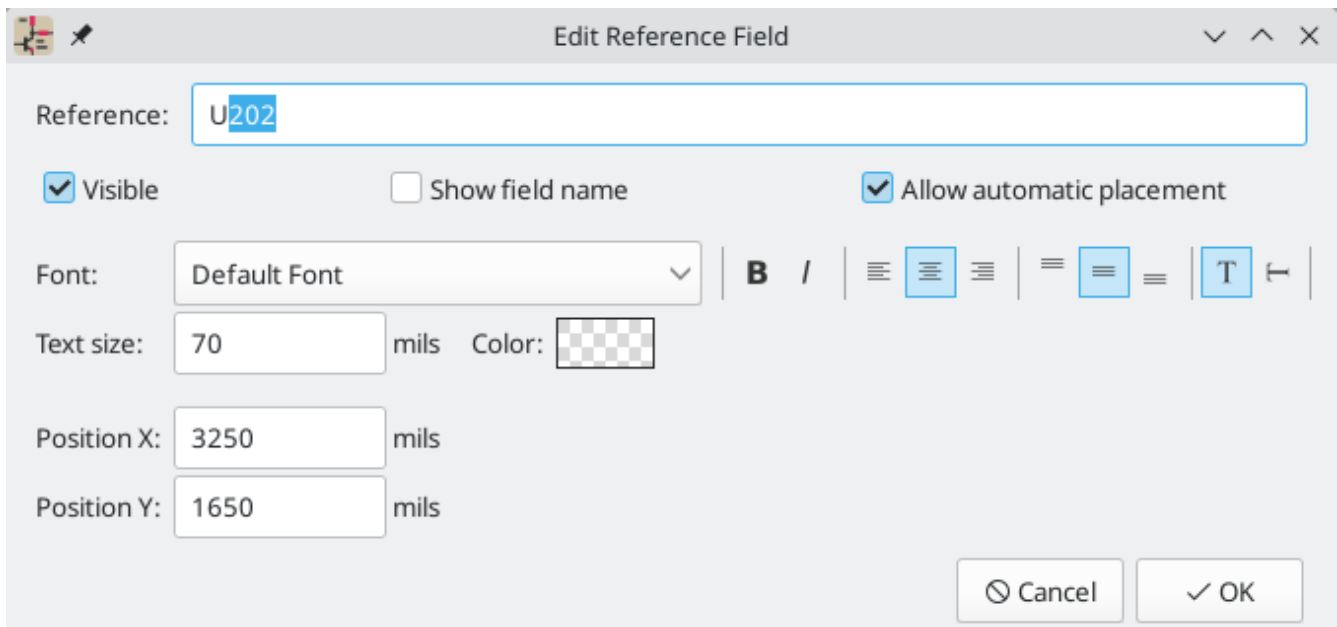 Edit Reference Field
Reference: U202
Visible Show field name Allow automatic placement
Font: Default Font B I T T
Text size: 70 mils Color:
Position X: 3250 mils
Position Y: 1650 mils
Cancel OK